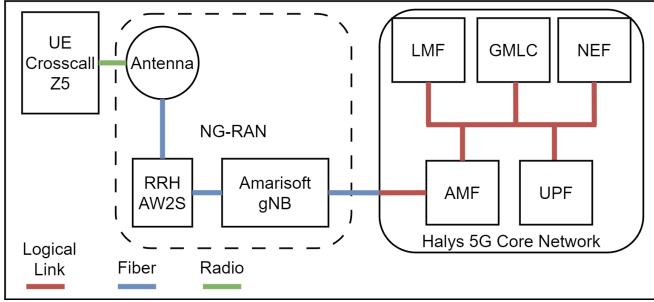 UE
Crosscall
Z5
Antenna
NG-RAN
RRH
AW2S
Amarisoft
gNB
LMF
GMLC
NEF
AMF
UPF
Halys 5G Core Network
Logical
Link
Fiber
Radio